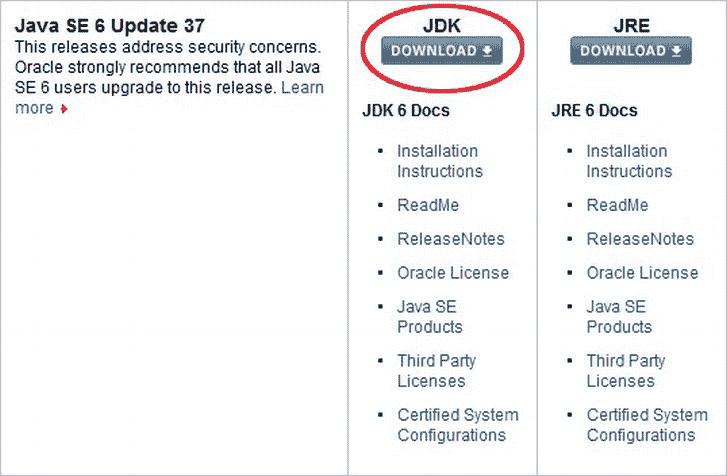 Java SE 6 Update 37
This releases address security concerns.
Oracle strongly recommends that all Java
SE 6 users upgrade to this release. Learn
more
JDK
DOWNLOAD
JDK 6 Docs
Installation
Instructions
ReadMe
ReleaseNotes
Oracle License
Java SE
Products
Third Party
Licenses
Certified System
Configurations
JRE
DOWNLOAD
JRE 6 Docs
Installation
Instructions
ReadMe
ReleaseNotes
Oracle License
Java SE
Products
Third Party
Licenses
Certified System
Configurations